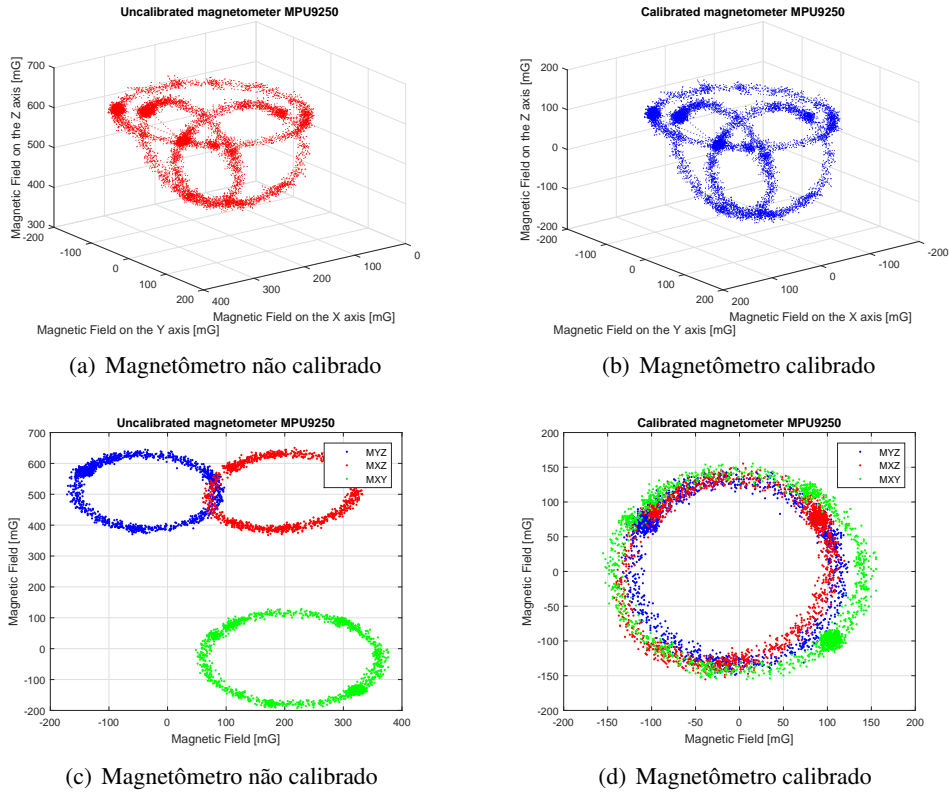 Uncalibrated magnetometer MPU9250
700
600
500
400
300
-200
-100
0
100
200
400
300
200
100
0
Magnetic Field on the Z axis [mG]
Magnetic Field on the Y axis [mG]
Magnetic Field on the X axis [mG]
(a) Magnetômetro não calibrado
Calibrated magnetometer MPU9250
200
100
0
-100
-200
-200
-100
0
100
200
200
100
0
-100
-200
Magnetic Field on the Z axis [mG]
Magnetic Field on the Y axis [mG]
Magnetic Field on the X axis [mG]
(b) Magnetômetro calibrado
Uncalibrated magnetometer MPU9250
700
600
500
400
300
200
100
0
-100
-200
-200
-100
0
100
200
300
400
MYZ
MXZ
MXY
Magnetic Field [mG]
Magnetic Field [mG]
(c) Magnetômetro não calibrado
Calibrated magnetometer MPU9250
200
150
100
50
0
-50
-100
-150
-200
-200
-150
-100
-50
0
50
100
150
200
MYZ
MXZ
MXY
Magnetic Field [mG]
Magnetic Field [mG]
(d) Magnetômetro calibrado